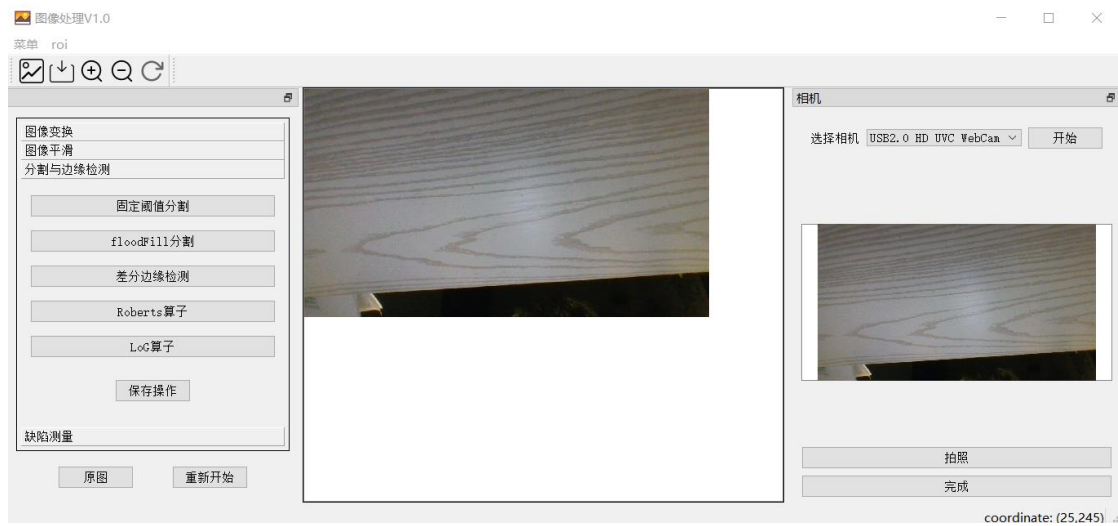 图像处理V1.0
菜单 roi
相机
图像变换
图像平滑
分割与边缘检测
固定阈值分割
floodFill分割
差分边缘检测
Roberts算子
LoG算子
保存操作
缺陷测量
原图 重新开始
选择相机 USB2.0 HD UVC WebCam 开始
拍照
完成
coordinate: (25,245)